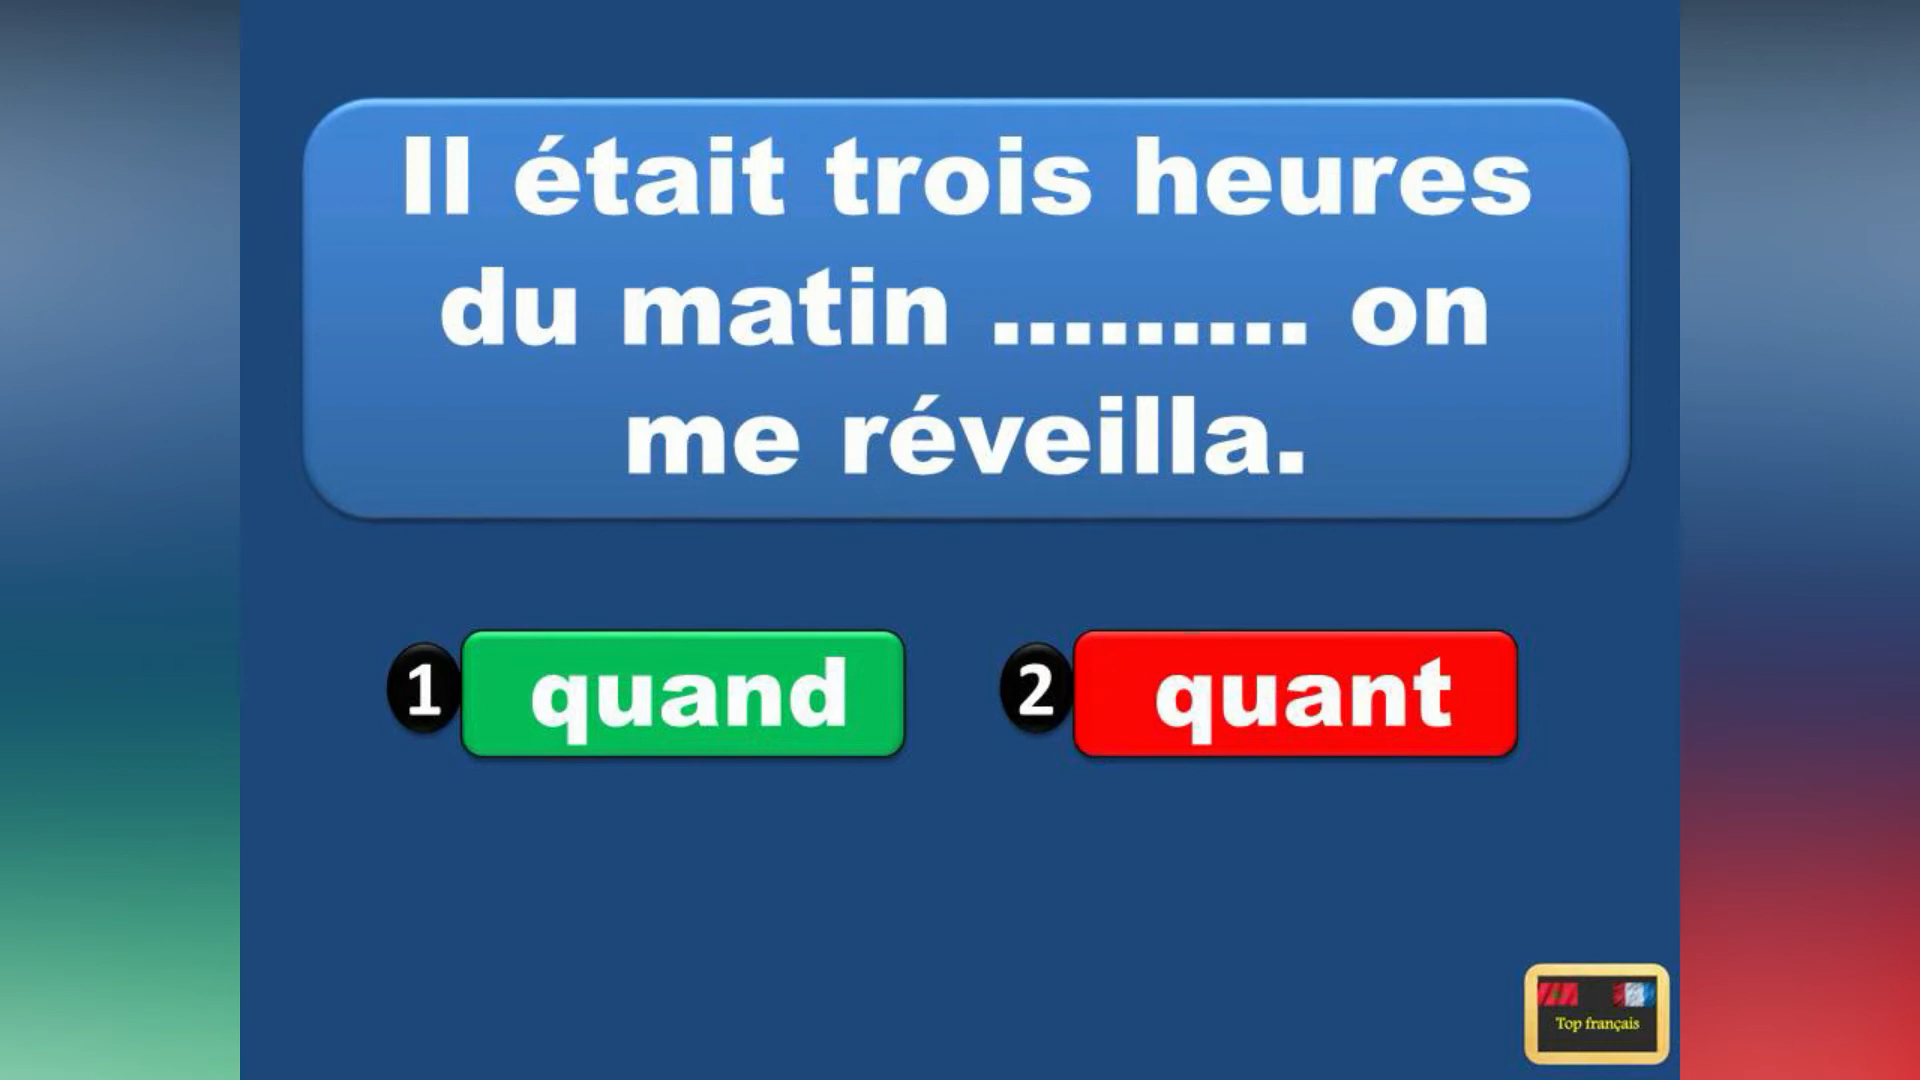 Il était trois heures
du matin ......... on
me réveilla.
1 quand
2 quant
Top français